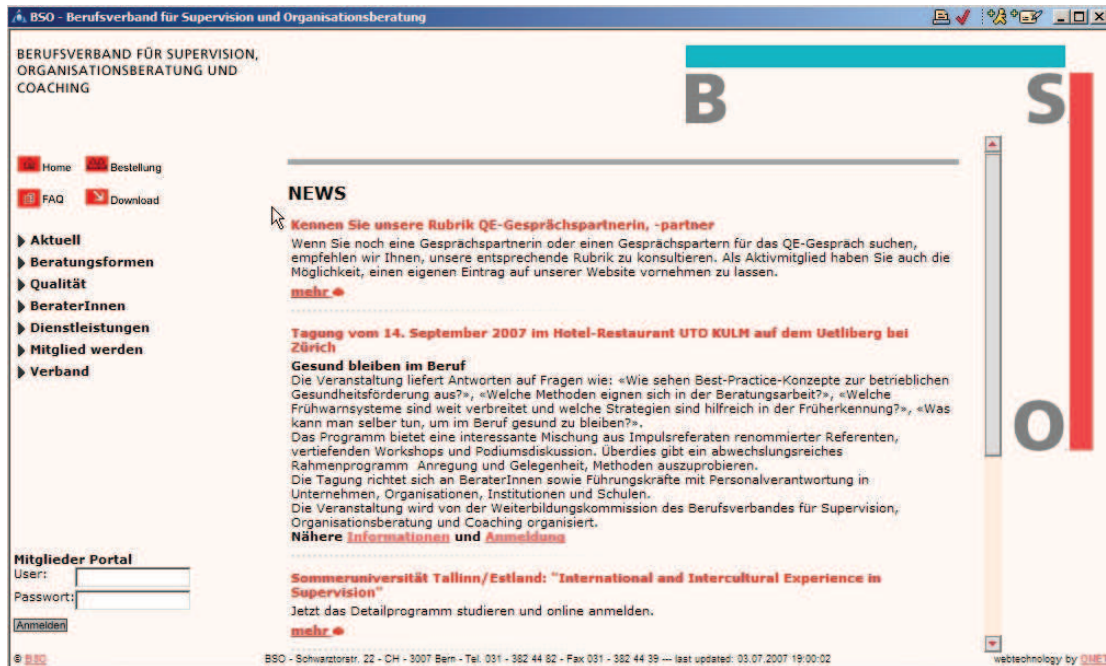 BSO - Berufsverband für Supervision und Organisationsberatung
BERUFSVERBAND FÜR SUPERVISION,
ORGANISATIONSBERATUNG UND
COACHING
B
S
O
Home
Bestellung
FAQ
Download
Aktuell
Beratungsformen
Qualität
BeraterInnen
Dienstleistungen
Mitglied werden
Verband
Mitglieder Portal
User:
Passwort:
Anmelden
NEWS
Kennen Sie unsere Rubrik QE-Gesprächspartnerin, -partner
Wenn Sie noch eine Gesprächspartnerin oder einen Gesprächspartern für das QE-Gespräch suchen,
empfehlen wir Ihnen, unsere entsprechende Rubrik zu konsultieren. Als Aktivmitglied haben Sie auch die
Möglichkeit, einen eigenen Eintrag auf unserer Website vornehmen zu lassen.
mehr
Tagung vom 14. September 2007 im Hotel-Restaurant UTO KULM auf dem Uetliberg bei
Zürich
Gesund bleiben im Beruf
Die Veranstaltung liefert Antworten auf Fragen wie: «Wie sehen Best-Practice-Konzepte zur betrieblichen
Gesundheitsförderung aus?», «Welche Methoden eignen sich in der Beratungsarbeit?», «Welche
Frühwarnsysteme sind weit verbreitet und welche Strategien sind hilfreich in der Früherkennung?», «Was
kann man selber tun, um im Beruf gesund zu bleiben?».
Das Programm bietet eine interessante Mischung aus Impulsreferaten renommierter Referenten,
vertiefenden Workshops und Podiumsdiskussion. Überdies gibt ein abwechslungsreiches
Rahmenprogramm Anregung und Gelegenheit, Methoden auszuprobieren.
Die Tagung richtet sich an BeraterInnen sowie Führungskräfte mit Personalverantwortung in
Unternehmen, Organisationen, Institutionen und Schulen.
Die Veranstaltung wird von der Weiterbildungskommission des Berufsverbandes für Supervision,
Organisationsberatung und Coaching organisiert.
Nähere Informationen und Anmeldung
Sommeruniversität Tallinn/Estland: "International and Intercultural Experience in
Supervision"
Jetzt das Detailprogramm studieren und online anmelden.
mehr
© BSO
BSO - Schwarztorstr. 22 - CH - 3007 Bern - Tel. 031 - 382 44 82 - Fax 031 - 382 44 39 --- last updated: 03.07.2007 19:00:02
webtechnology by OMET